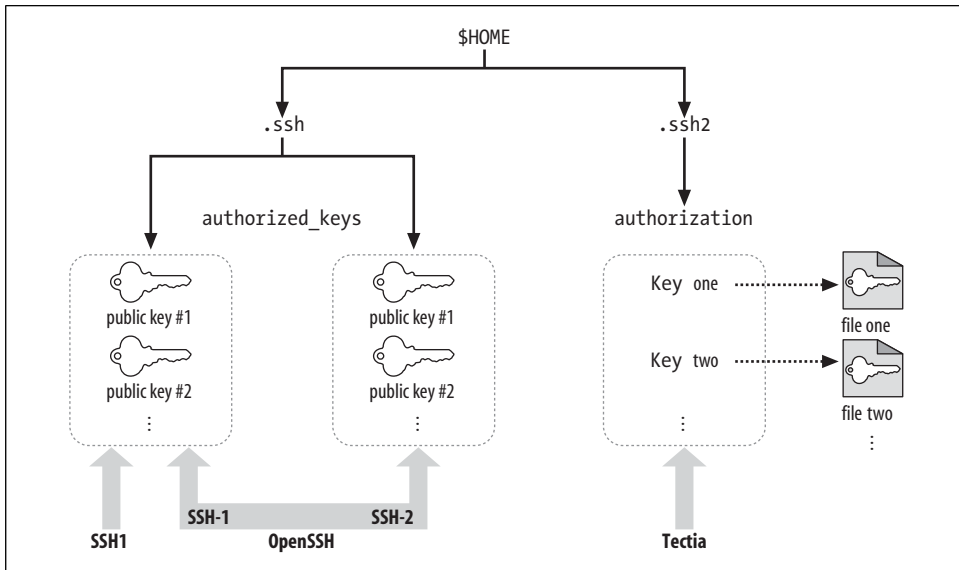 $HOME
.ssh
.ssh2
authorized_keys
authorization
public key #1
public key #2
⋮
public key #1
public key #2
⋮
Key one
file one
Key two
file two
⋮
⋮
SSH-1
SSH-2
SSH1
OpenSSH
Tectia